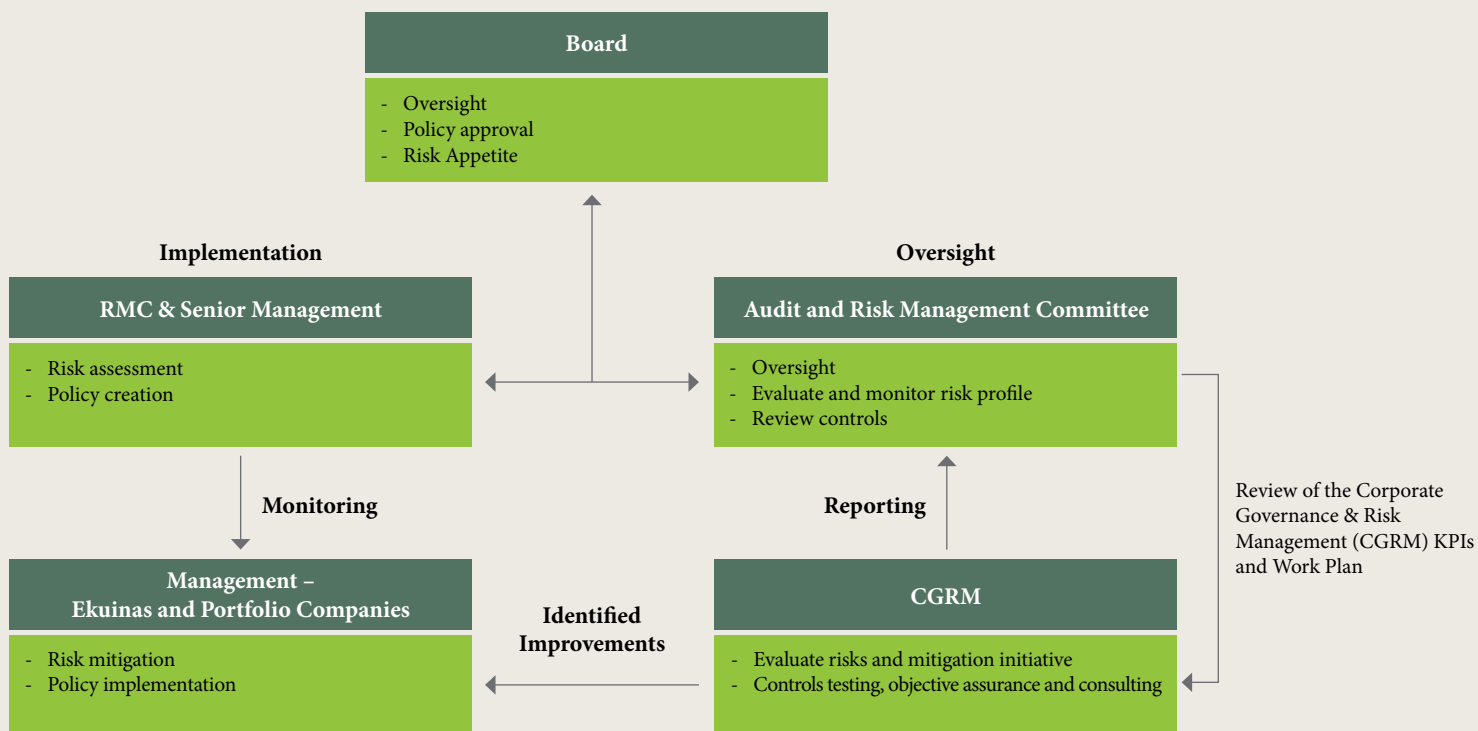 Board
- Oversight
- Policy approval
- Risk Appetite
Implementation
RMC & Senior Management
- Risk assessment
- Policy creation
Oversight
Audit and Risk Management Committee
- Oversight
- Evaluate and monitor risk profile
- Review controls
Monitoring
Reporting
Review of the Corporate
Governance & Risk
Management (CGRM) KPIs
and Work Plan
Management –
Ekuinas and Portfolio Companies
- Risk mitigation
- Policy implementation
Identified
Improvements
CGRM
- Evaluate risks and mitigation initiative
- Controls testing, objective assurance and consulting